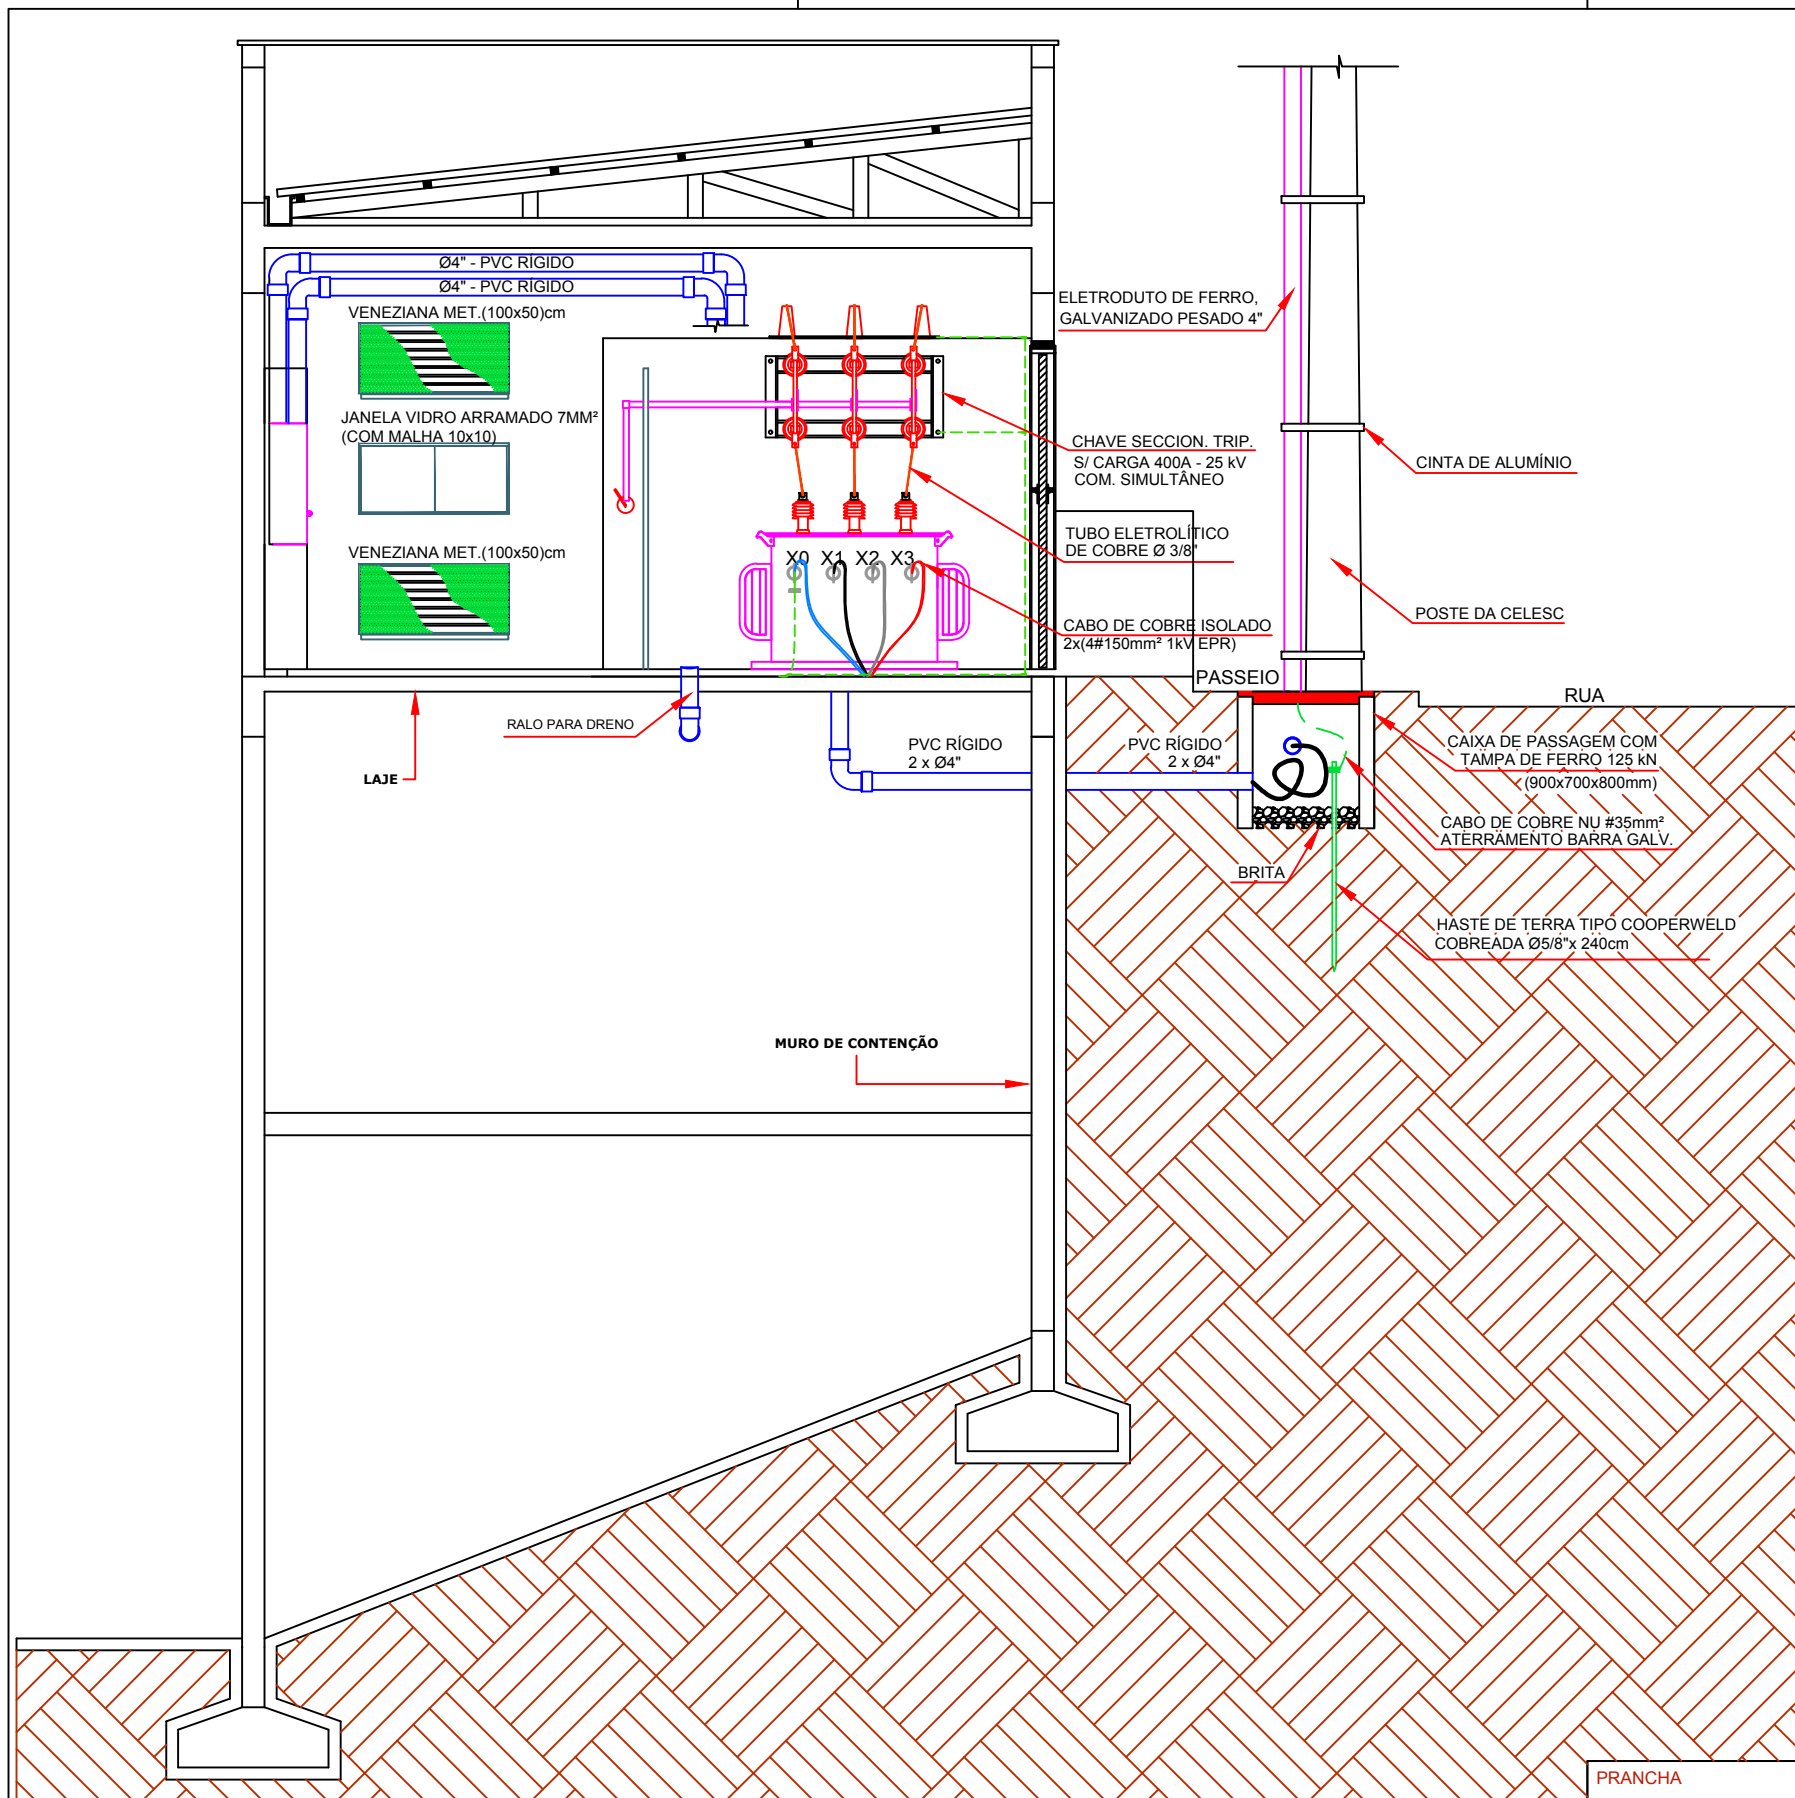 Ø4" - PVC RÍGIDO
Ø4" - PVC RÍGIDO
VENEZIANA MET.(100x50)cm
JANELA VIDRO ARRAMADO 7MM²
(COM MALHA 10x10)
VENEZIANA MET.(100x50)cm
X0 X1 X2 X3
ELETRODUTO DE FERRO,
GALVANIZADO PESADO 4"
CHAVE SECCION. TRIP.
S/ CARGA 400A - 25 kV
COM. SIMULTÂNEO
CINTA DE ALUMÍNIO
TUBO ELETROLÍTICO
DE COBRE Ø 3/8"
CABO DE COBRE ISOLADO
2x(4#150mm² 1kV EPR)
POSTE DA CELESC
PASSEIO
RUA
RALO PARA DRENO
LAJE
PVC RÍGIDO
2 x Ø4"
PVC RÍGIDO
2 x Ø4"
CAIXA DE PASSAGEM COM
TAMPA DE FERRO 125 kN
(900x700x800mm)
CABO DE COBRE NU #35mm²
ATERRAMENTO BARRA GALV.
BRITA
HASTE DE TERRA TIPO COOPERWELD
COBREADA Ø5/8"x 240cm
MURO DE CONTENÇÃO
PRANCHA